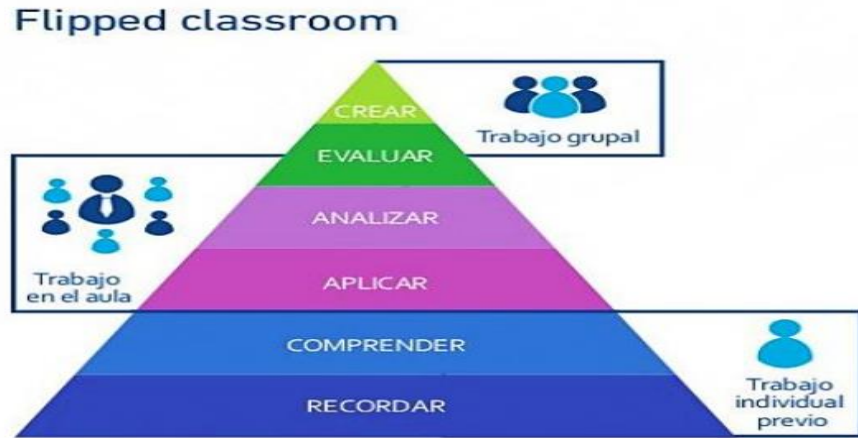 Flipped classroom
CREAR
Trabajo grupal
EVALUAR
ANALIZAR
Trabajo
en el aula
APLICAR
COMPRENDER
RECORDAR
Trabajo
individual
previo